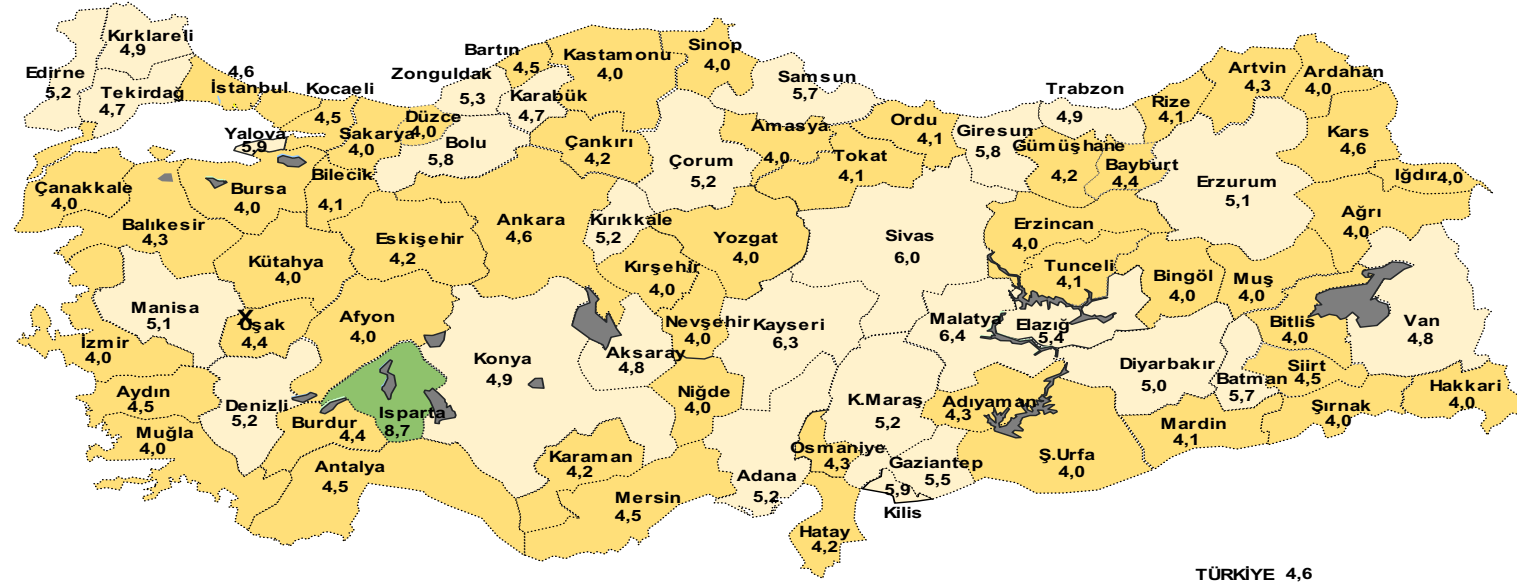 Kırklareli
4,9
Edirne
5,2
Tekirdağ
4,7
4,6
İstanbul
Kocaeli
4,5
Yalova
5,9
Sakarya
4,0
Düzce
4,0
Bartın
4,5
Zonguldak
5,3
Karabük
4,7
Kastamonu
4,0
Sinop
4,0
Samsun
5,7
Bolu
5,8
Çankırı
4,2
Çorum
5,2
Amasya
4,0
Tokat
4,1
Ordu
4,1
Giresun
5,8
Trabzon
4,9
Gümüşhane
4,2
Bayburt
4,4
Rize
4,1
Artvin
4,3
Ardahan
4,0
Kars
4,6
Iğdır 4,0
Erzurum
5,1
Ağrı
4,0
Çanakkale
4,0
Balıkesir
4,3
Bursa
4,0
Bilecik
4,1
Kütahya
4,0
Eskişehir
4,2
Ankara
4,6
Kırıkkale
5,2
Kırşehir
4,0
Yozgat
4,0
Sivas
6,0
Erzincan
4,0
Tunceli
4,1
Bingöl
4,0
Muş
4,0
Bitlis
4,0
Van
4,8
Manisa
5,1
X
Uşak
4,4
Afyon
4,0
İzmir
4,0
Aydın
4,5
Muğla
4,0
Denizli
5,2
Burdur
4,4
Isparta
8,7
Antalya
4,5
Konya
4,9
Aksaray
4,8
Nevşehir
4,0
Niğde
4,0
Kayseri
6,3
Malatya
6,4
Elazığ
5,4
Diyarbakır
5,0
Batman
5,7
Siirt
4,5
Şırnak
4,0
Hakkari
4,0
Mardin
4,1
Karaman
4,2
Mersin
4,5
Adana
5,2
Osmaniye
4,3
K.Maraş
5,2
Adıyaman
4,3
Gaziantep
5,5
5,9
Kilis
Ş.Urfa
4,0
Hatay
4,2
TÜRKİYE 4,6